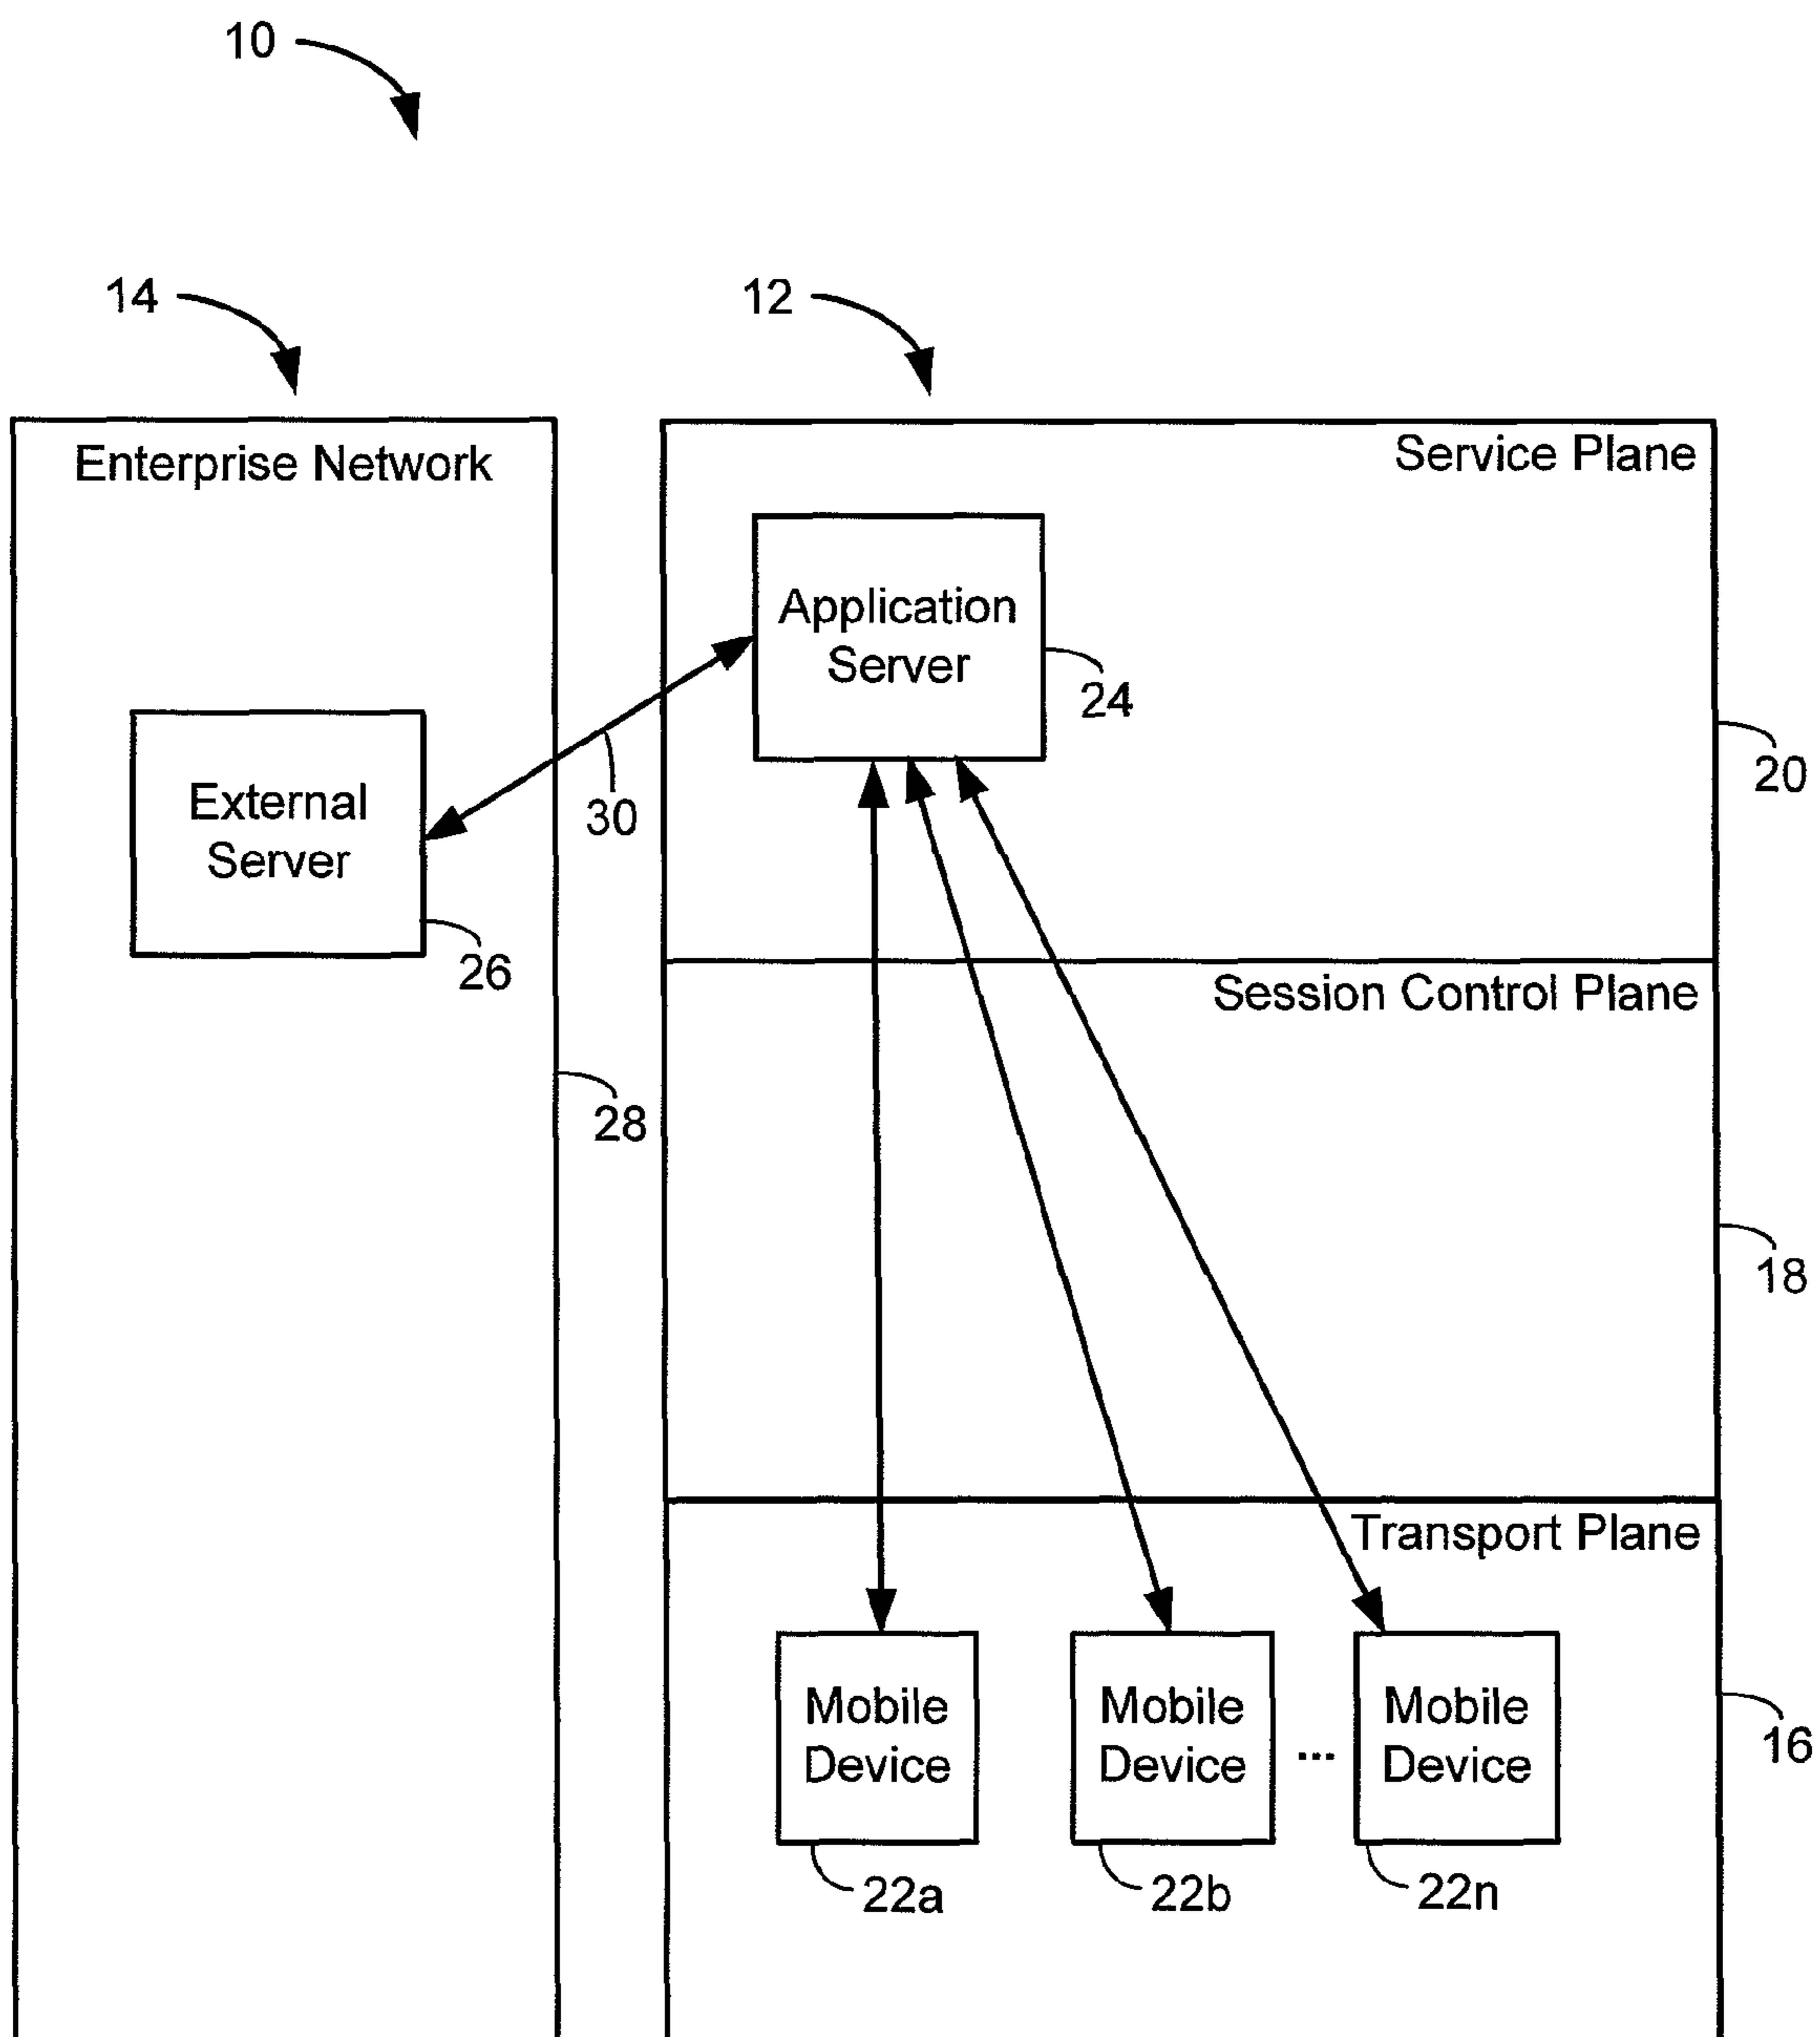 10
14
12
Enterprise Network
Service Plane
Application
Server
24
20
External
Server
30
26
Session Control Plane
28
18
Transport Plane
Mobile
Device
Mobile
Device
...
Mobile
Device
16
22a
22b
22n